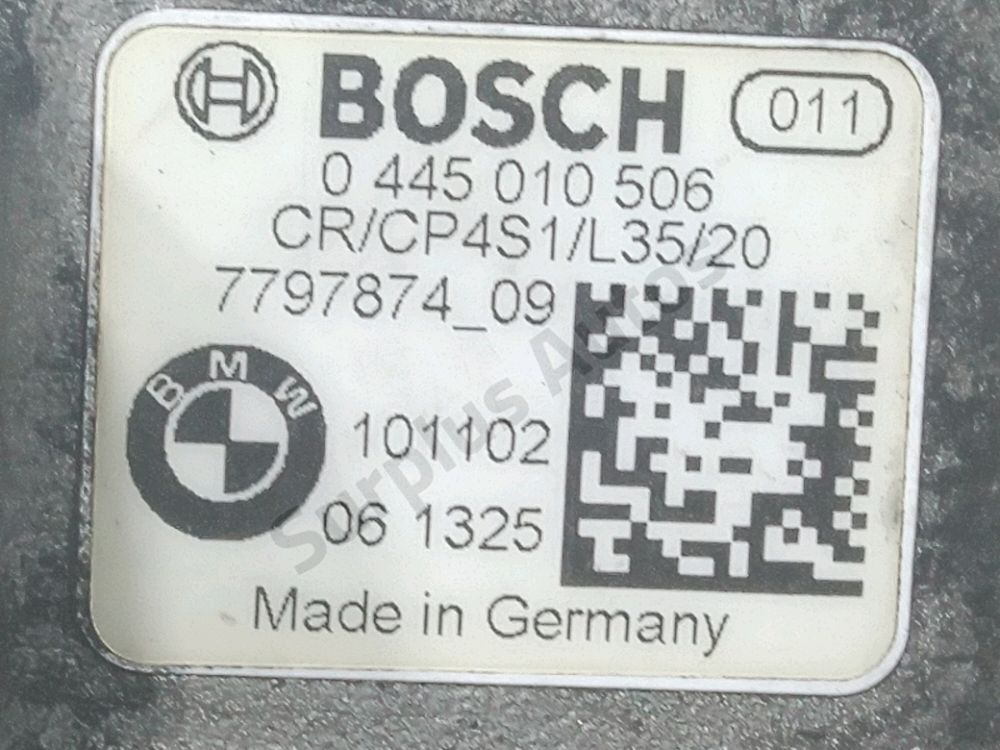 BOSCH 011
0 445 010 506
CR/CP4S1/L35/20
7797874_09
BMW
101102
06 1325
Made in Germany
Surplus Autos